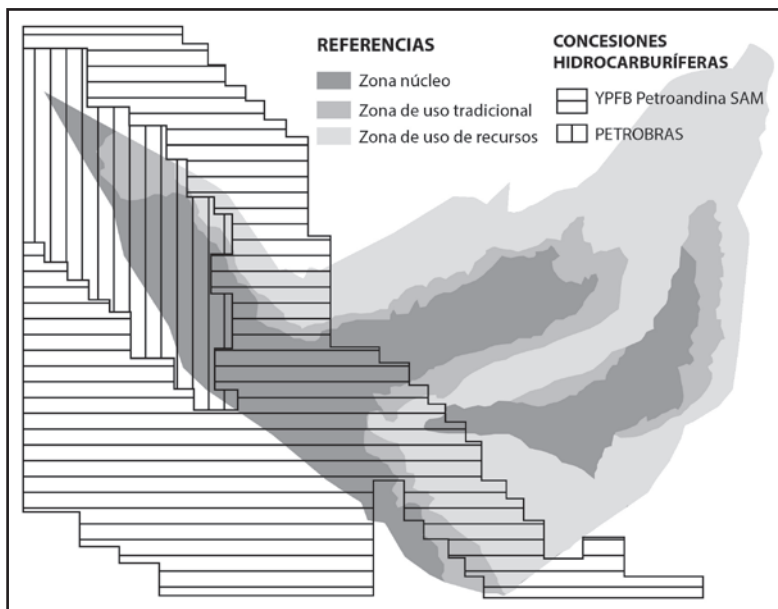 REFERENCIAS
Zona núcleo
Zona de uso tradicional
Zona de uso de recursos
CONCESIONES
HIDROCARBURÍFERAS
YPFB Petroandina SAM
PETROBRAS